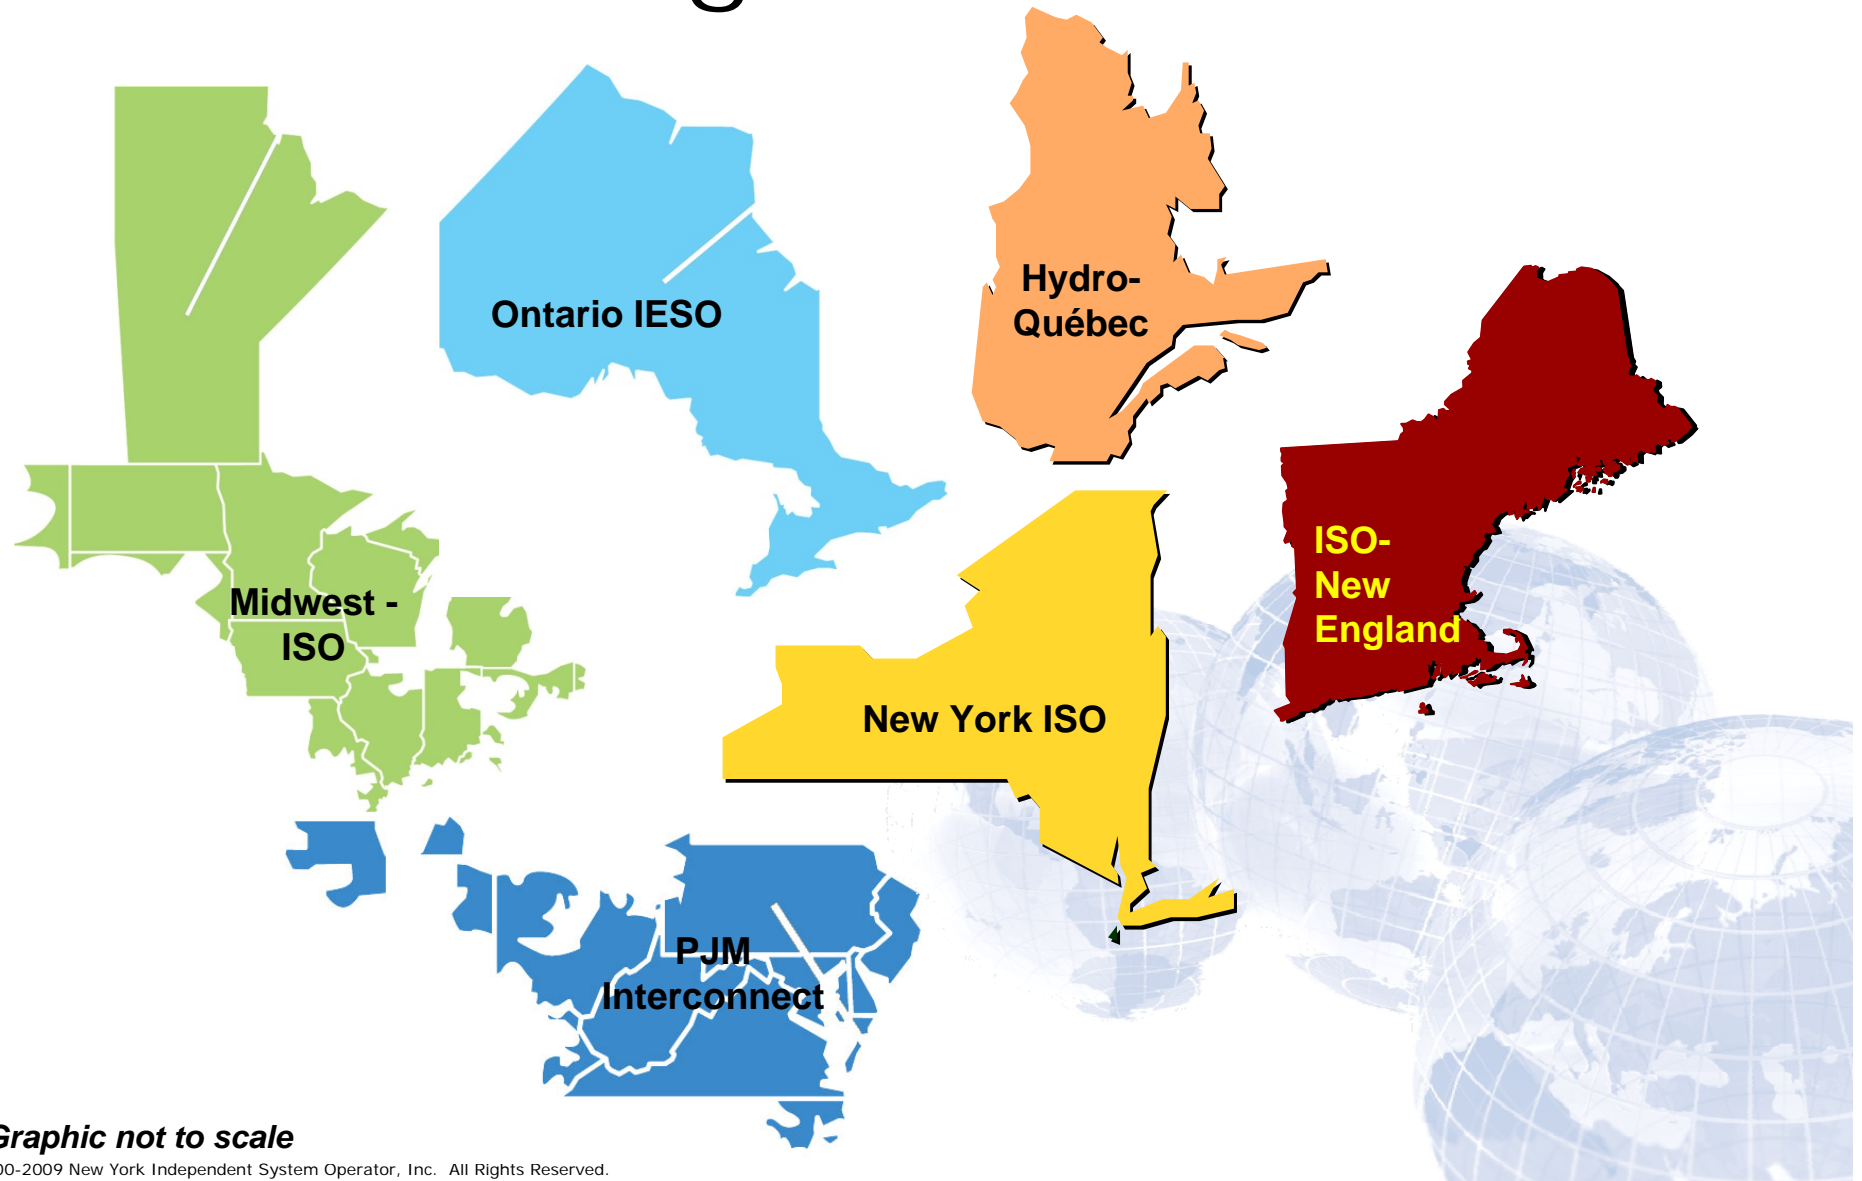 Ontario IESO
Hydro-
Québec
ISO-
New
England
Midwest -
ISO
New York ISO
PJM
Interconnect
Graphic not to scale
00-2009 New York Independent System Operator, Inc. All Rights Reserved.